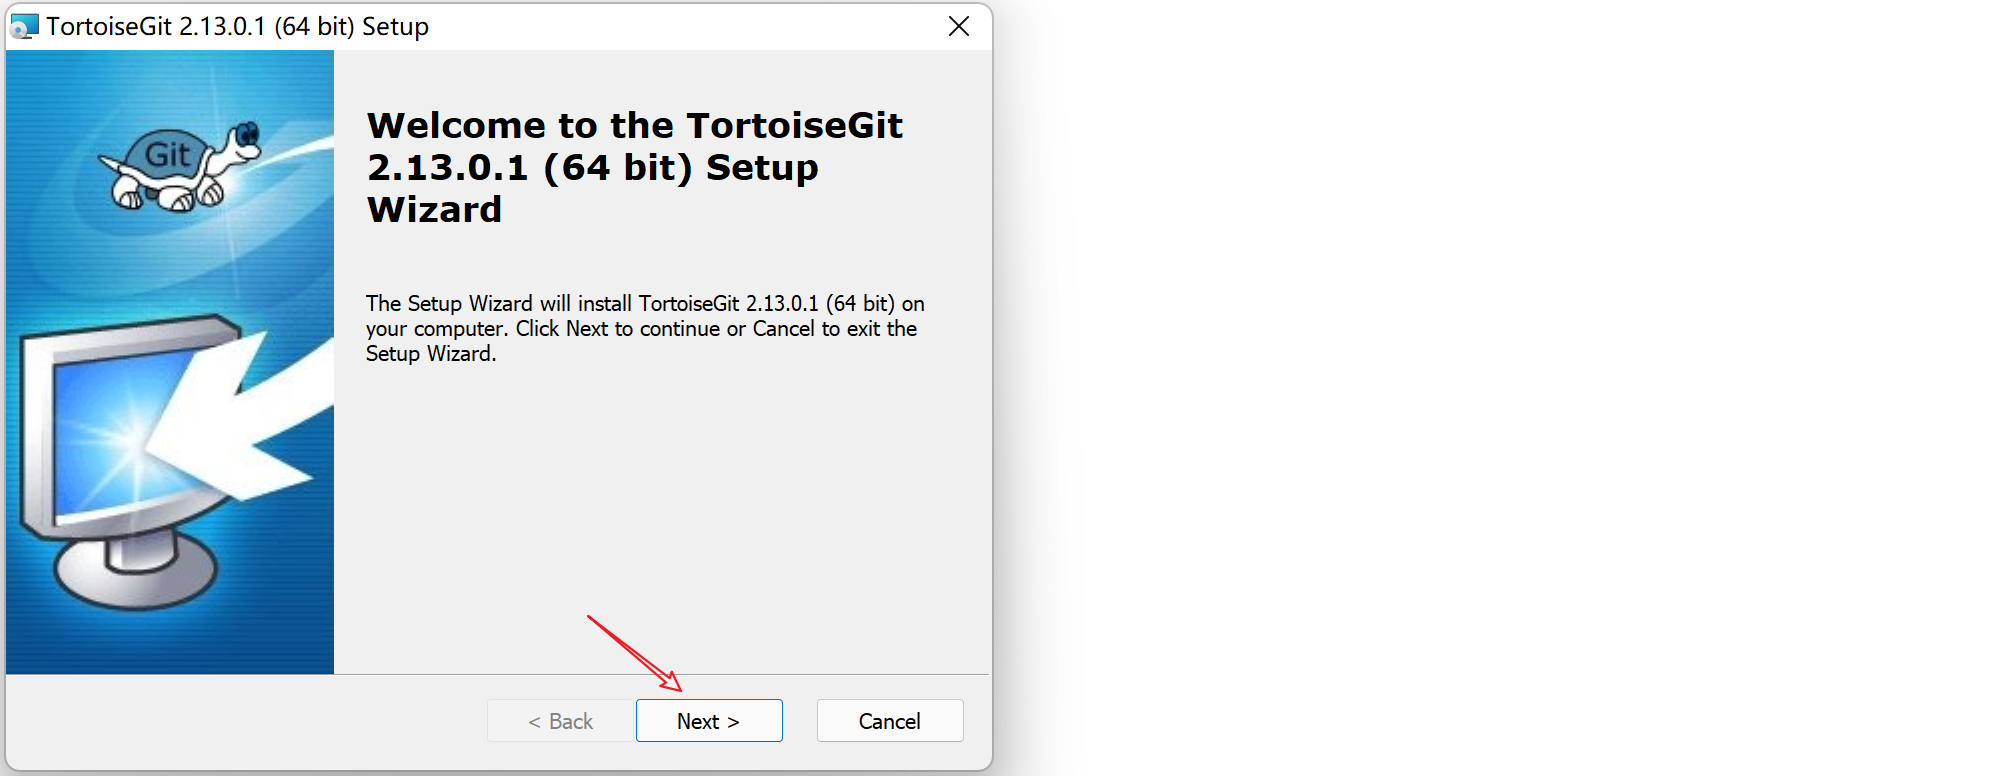 TortoiseGit 2.13.0.1 (64 bit) Setup
Git
Welcome to the TortoiseGit
2.13.0.1 (64 bit) Setup
Wizard
The Setup Wizard will install TortoiseGit 2.13.0.1 (64 bit) on
your computer. Click Next to continue or Cancel to exit the
Setup Wizard.
< Back
Next >
Cancel